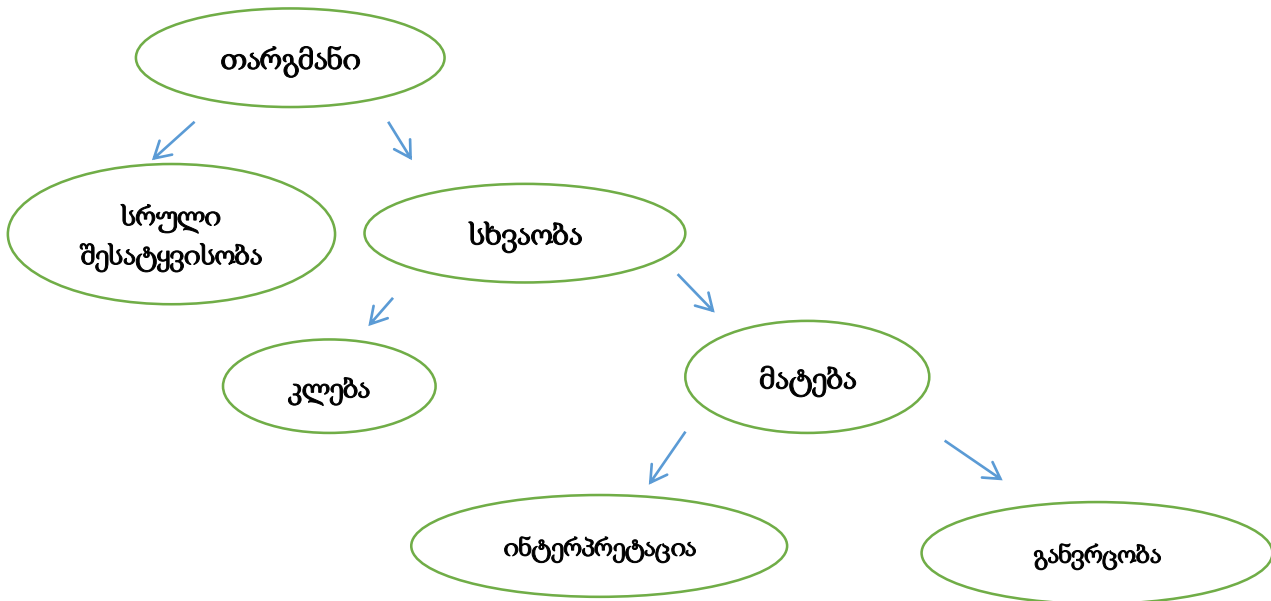 თარგმანი
სრული
შესატყვისობა
სხვაობა
კლება
მატება
ინტერპრეტაცია
განვრცობა